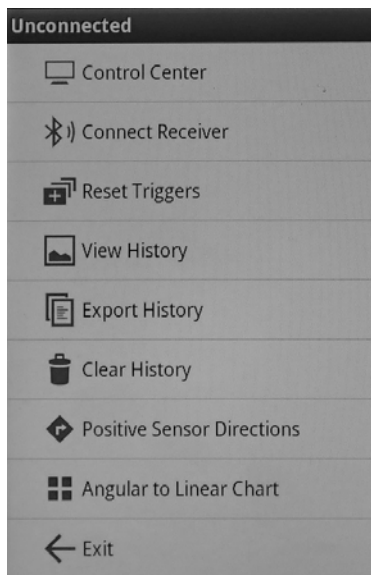 Unconnected
Control Center
Connect Receiver
Reset Triggers
View History
Export History
Clear History
Positive Sensor Directions
Angular to Linear Chart
Exit